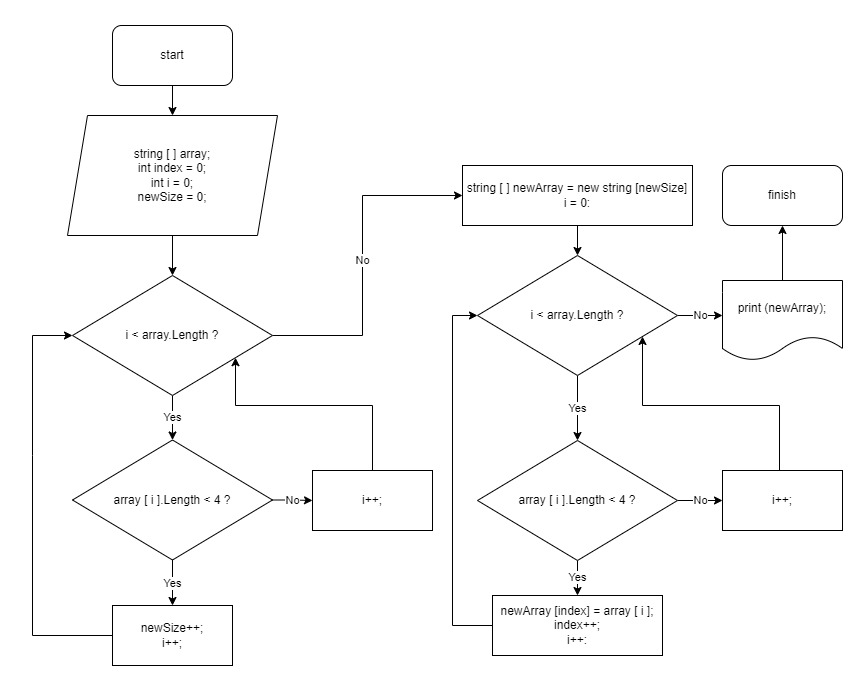 start
string [ ] array;
int index = 0;
int i = 0;
newSize = 0;
i < array.Length ?
No
Yes
array [ i ].Length < 4 ?
No
i++;
Yes
newSize++;
i++;
string [ ] newArray = new string [newSize]
i = 0:
i < array.Length ?
No
print (newArray);
finish
Yes
array [ i ].Length < 4 ?
No
i++;
Yes
newArray [index] = array [ i ];
index++;
i++: